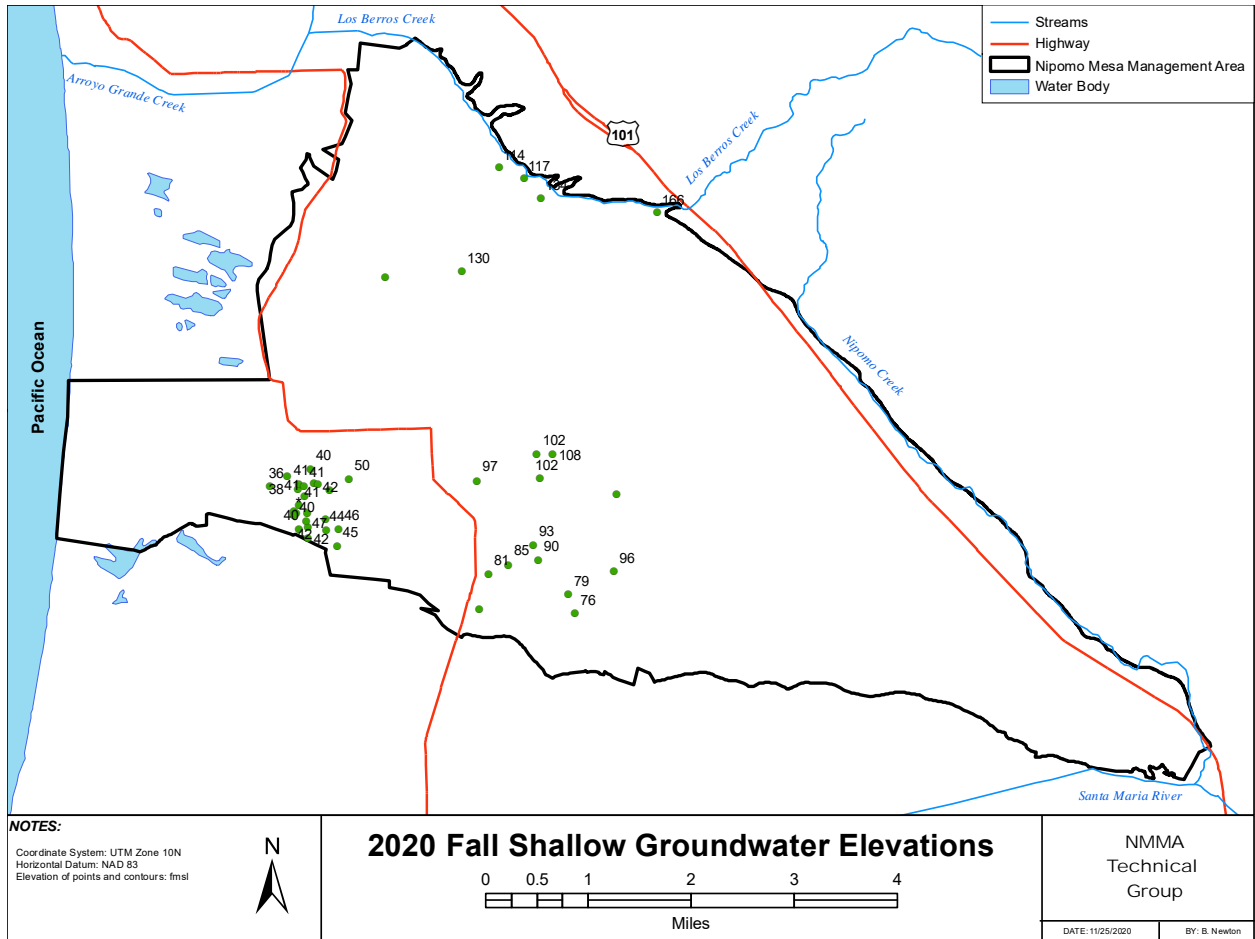 Los Berros Creek
Streams
Highway
Nipomo Mesa Management Area
Water Body
Arroyo Grande Creek
101
Los Berros Creek
114
117
166
130
Pacific Ocean
Nipomo Creek
40
102
108
36
41
41
50
97
102
38
41
41
42
*
40
40
44
46
47
45
42
42
93
85
90
81
96
79
76
Santa Maria River
NOTES:
Coordinate System: UTM Zone 10N
Horizontal Datum: NAD 83
Elevation of points and contours: fmsl
N
2020 Fall Shallow Groundwater Elevations
0 0.5 1 2 3 4
Miles
NMMA
Technical
Group
DATE: 11/25/2020 BY: B. Newton